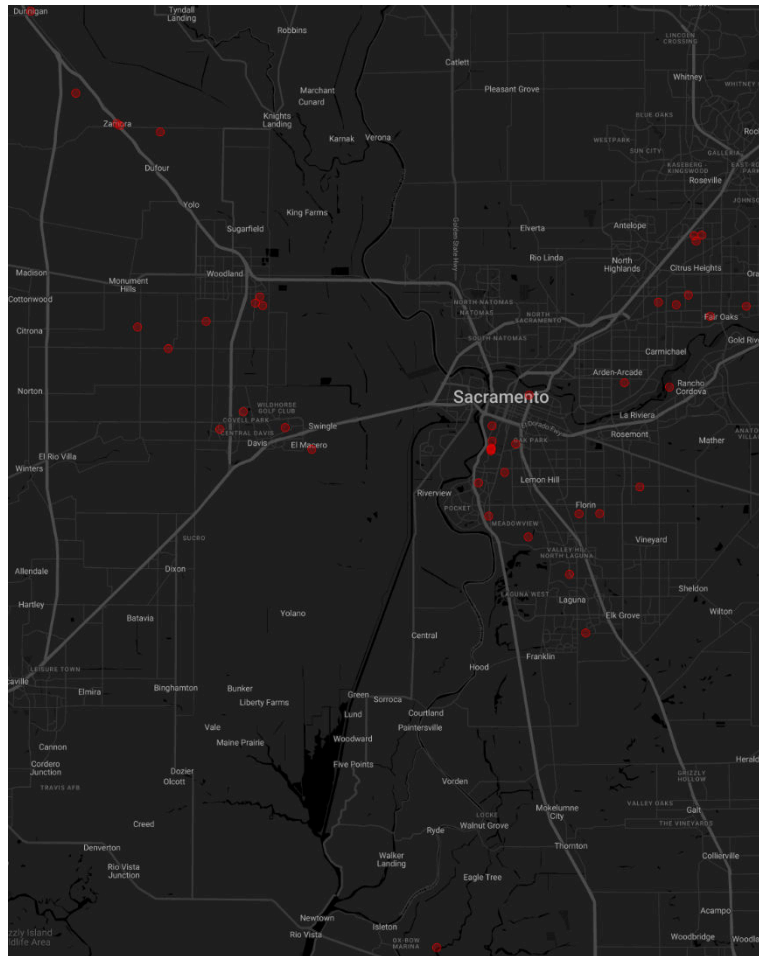 Dunnigan
Tyndall
Landing
Robbins
LINCOLN
CROSSING
Catlett
Whitney
Marchant
Cunard
Pleasant Grove
WHITNEY
BLUE OAKS
Knights
Landing
Zamora
Karnak
Verona
WESTPARK
SUN CITY
GALLERIA
Dufour
KASEBERG -
KINGSWOOD
Roseville
Yolo
King Farms
Sugarfield
Elverta
Antelope
Golden State Hwy
Rio Linda
North
Highlands
Citrus Heights
Madison
Woodland
Monument
Hills
Cottonwood
NORTH NATOMAS
NATOMAS
NORTH
SACRAMENTO
Fair Oaks
Citrona
SOUTH NATOMAS
Gold
Carmichael
Arden-Arcade
Rancho
Cordova
Norton
Sacramento
WILDHORSE
GOLF CLUB
COVELL PARK
CENTRAL DAVIS
Swingle
La Riviera
El Dorado
Rosemont
Mather
OAK PARK
Davis
El Macero
El Rio Villa
Winters
Lemon Hill
Riverview
POCKET
Florin
MEADOWVIEW
SUCRO
Vineyard
VALLEY HI /
NORTH LAGUNA
Allendale
Dixon
Sheldon
LAGUNA WEST
Laguna
Hartley
Batavia
Yolano
Elk Grove
Wilton
Central
Franklin
LEISURE TOWN
Hood
Elmira
Binghamton
Bunker
Green
Sorroca
Liberty Farms
Lund
Courtland
Paintersville
Vale
Maine Prairie
Woodward
Cannon
Five Points
Cordero
Junction
Dozier
Olcott
GRIZZLY
HOLLOW
Vorden
TRAVIS AFB
VALLEY OAKS
Mokelumne
City
Galt
LOCKE
Walnut Grove
THE VINEYARDS
Creed
Ryde
Denverton
Thornton
Walker
Landing
Collierville
Rio Vista
Junction
Eagle Tree
Acampo
Newtown
Isleton
Rio Vista
OX-BOW
MARINA
Woodbridge